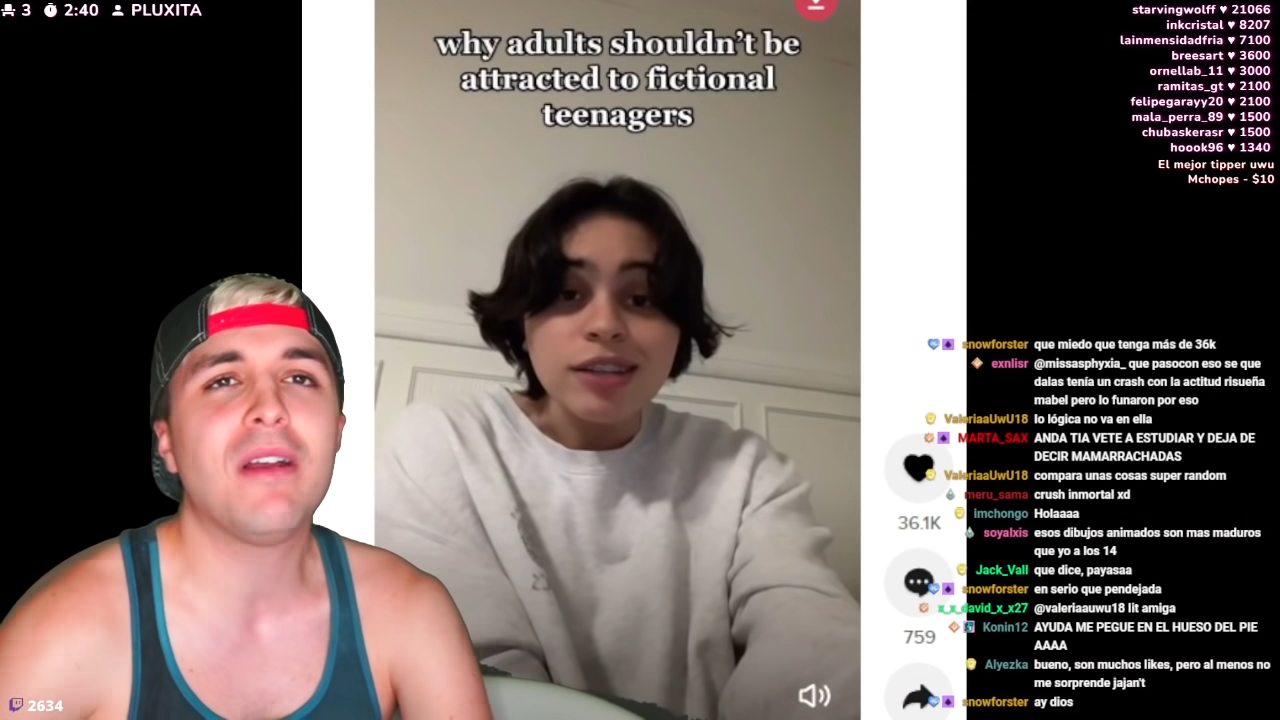 3 2:40 PLUXITA
why adults shouldn't be
attracted to fictional
teenagers
starvingwolff ♥ 21066
inkcristal ♥ 8207
lainmensidadfria ♥ 7100
breesart ♥ 3600
ornellab_11 ♥ 3000
ramitas_gt ♥ 2100
felipegarayy20 ♥ 2100
mala_perra_89 ♥ 1500
chubaskerasr ♥ 1500
hoook96 ♥ 1340
El mejor tipper uwu
Mchopes - $10
snowforster que miedo que tenga más de 36k
exnlisr @missasphyxia_ que pasocon eso se que
dalas tenía un crash con la actitud risueña
mabel pero lo funaron por eso
ValeriaaUwU18 lo lógica no va en ella
MARTA_SAX ANDA TIA VETE A ESTUDIAR Y DEJA DE
DECIR MAMARRACHADAS
ValeriaaUwU18 compara unas cosas super random
meru_sama crush inmortal xd
imchongo Holaaaa
soyalxis esos dibujos animados son mas maduros
que yo a los 14
Jack_Vall que dice, payasaa
snowforster en serio que pendejada
x_x_david_x_x27 @valeriaauwu18 lit amiga
Konin12 AYUDA ME PEGUE EN EL HUESO DEL PIE
AAAA
Alyezka bueno, son muchos likes, pero al menos no
me sorprende jajan't
snowforster ay dios
36.1K
759
2634